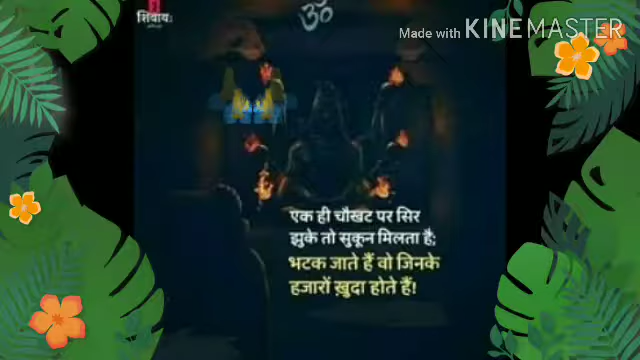 शिवाय:
ॐ
Made with KINEMASTER
एक ही चौखट पर सिर
झुके तो सुकून मिलता है;
भटक जाते हैं वो जिनके
हजारों ख़ुदा होते हैं!